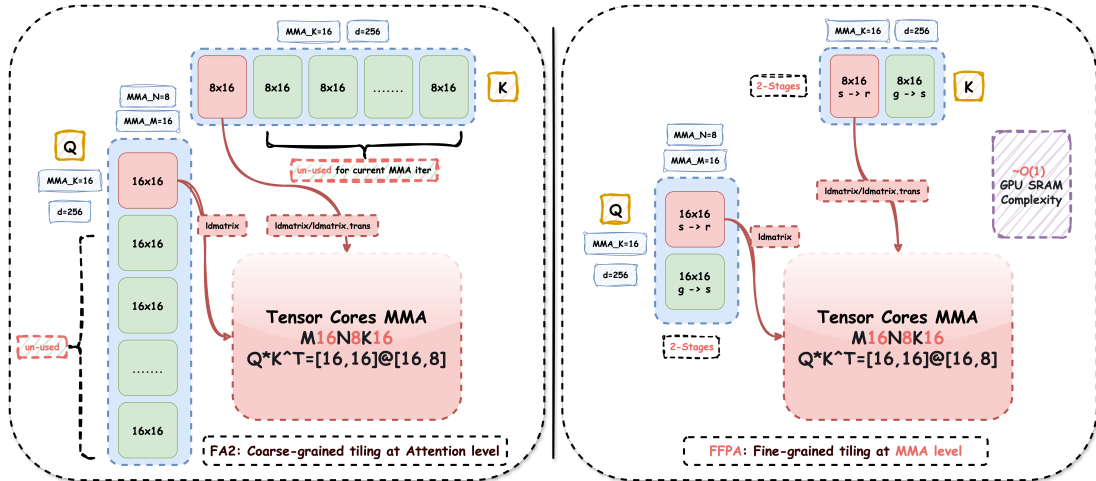 MMA_K=16
d=256
8x16
8x16
8x16
.......
8x16
K
MMA_N=8
MMA_M=16
Q
MMA_K=16
d=256
16x16
16x16
16x16
.......
16x16
un-used
un-used for current MMA iter
ldmatrix
ldmatrix/ldmatrix.trans
Tensor Cores MMA
M16N8K16
Q*K^T=[16,16]@[16,8]
FA2: Coarse-grained tiling at Attention level
MMA_K=16
d=256
2-Stages
8x16
s -> r
8x16
g -> s
K
MMA_N=8
MMA_M=16
Q
MMA_K=16
d=256
16x16
s -> r
16x16
g -> s
2-Stages
ldmatrix
ldmatrix/ldmatrix.trans
~O(1)
GPU SRAM
Complexity
Tensor Cores MMA
M16N8K16
Q*K^T=[16,16]@[16,8]
FFPA: Fine-grained tiling at MMA level